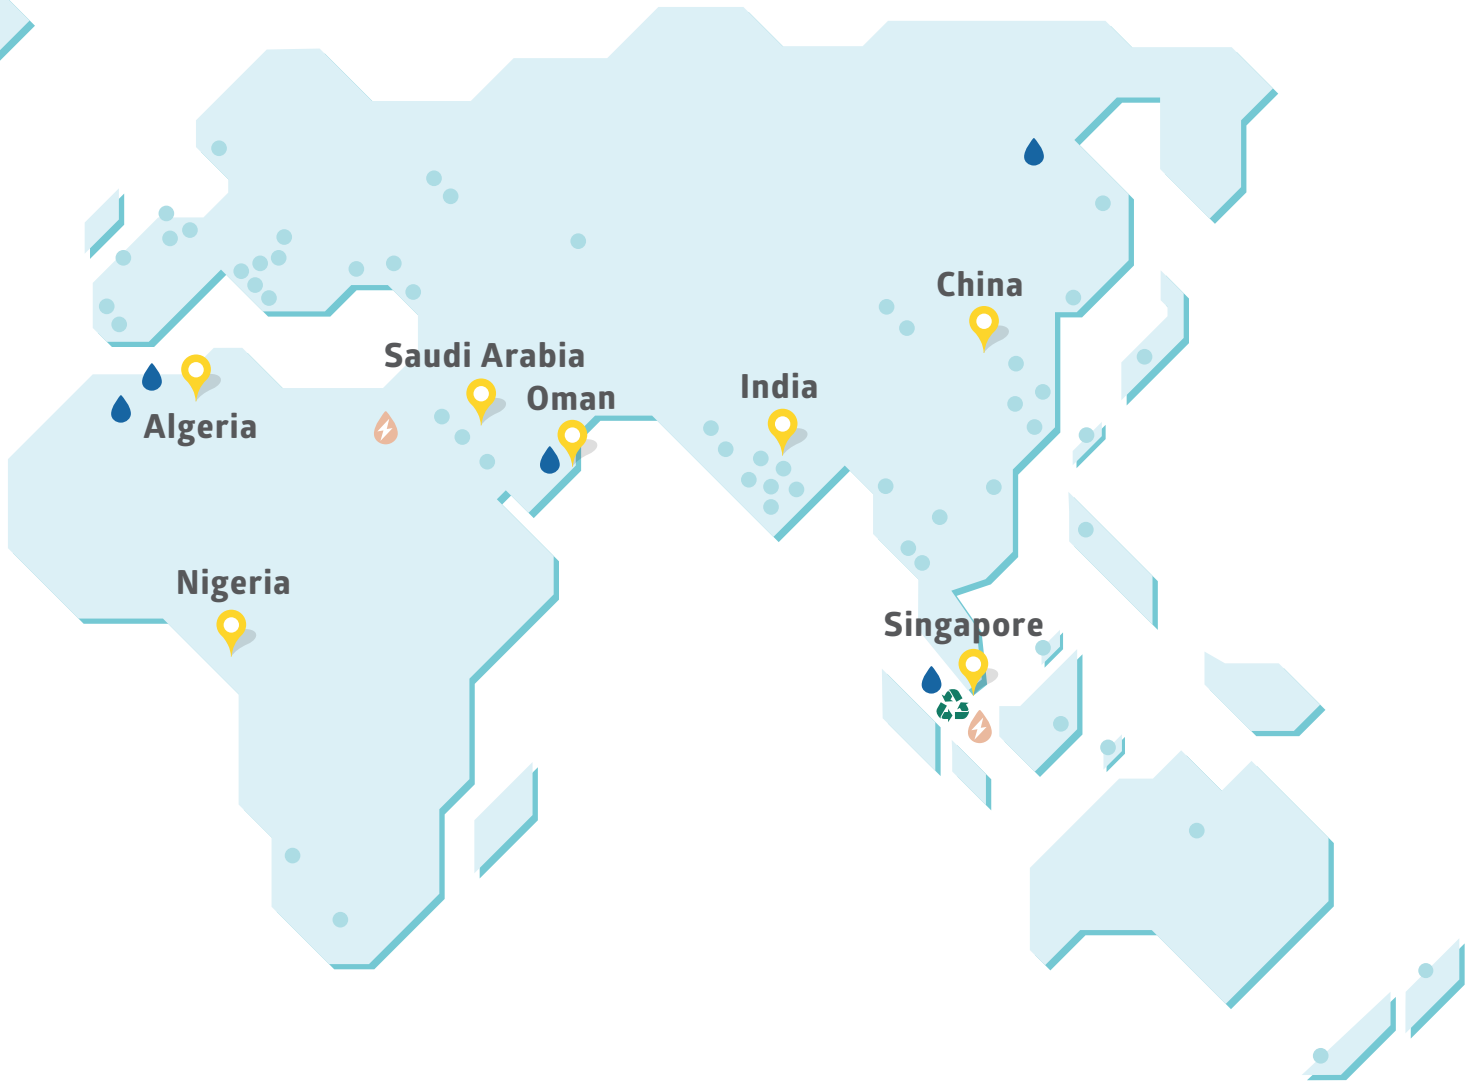 China
Saudi Arabia
India
Oman
Algeria
Nigeria
Singapore